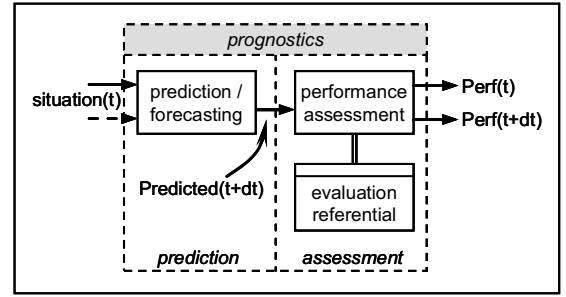 prognostics
situation(t)
prediction /
forecasting
performance
assessment
Perf(t)
Perf(t+dt)
Predicted(t+dt)
evaluation
referential
prediction
assessment